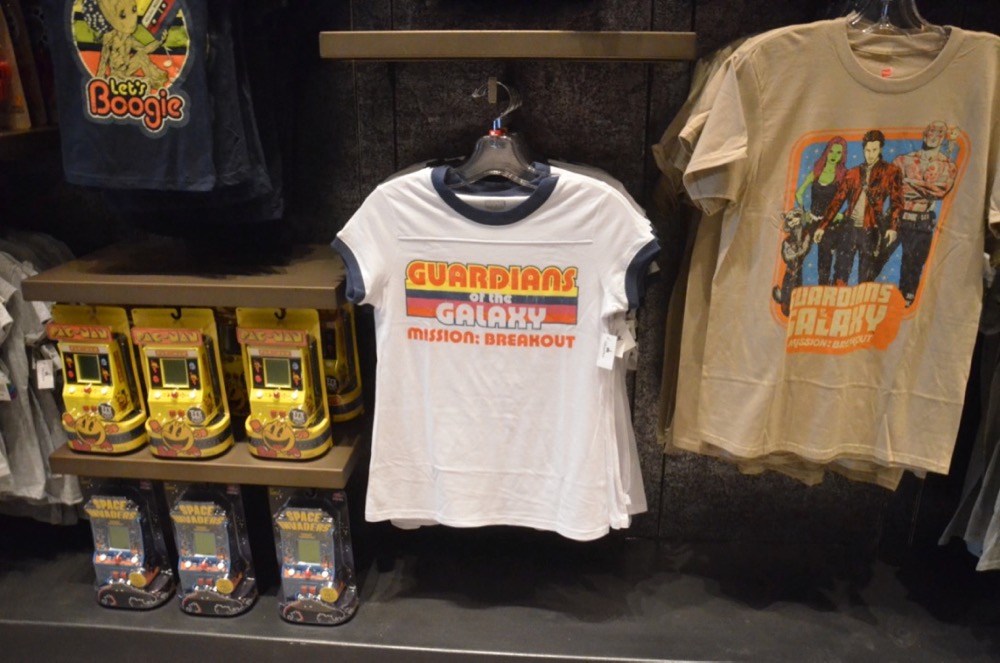 Let's
Boogie
GUARDIANS
of the
GALAXY
MISSION: BREAKOUT
GUARDIANS
GALAXY
MISSION: BREAKOUT
PAC-MAN
PAC-MAN
PAC-MAN
SPACE
INVADERS
SPACE
INVADERS
SPACE
INVADERS